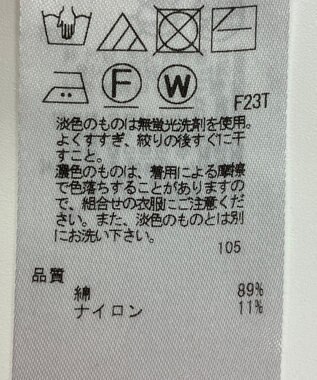 F
W
F23T
淡色のものは無蛍光洗剤を使用。
よくすすぎ、絞りの後すぐに干
すこと。
濃色のものは、着用による摩擦
で色落ちすることがありますの
で、組合せの衣服にご注意くだ
さい。また、淡色のものとは別
にお洗い下さい。
105
品質
綿 89%
ナイロン 11%